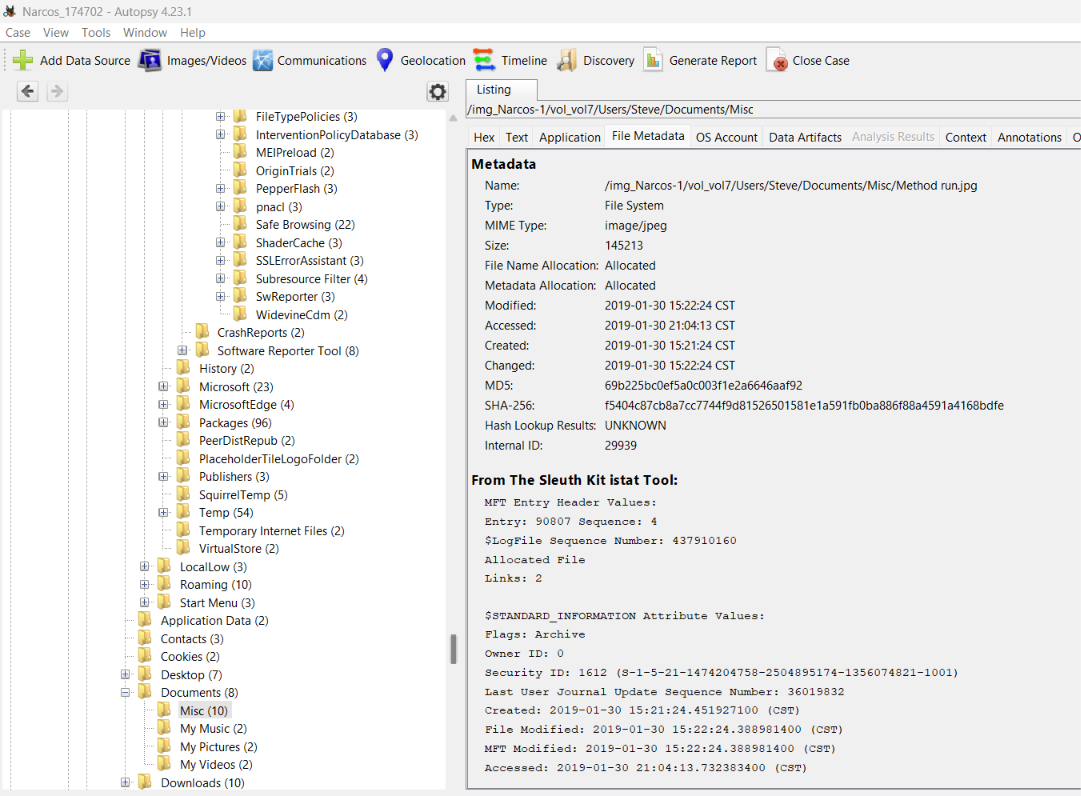 Narcos_174702 - Autopsy 4.23.1
Case View Tools Window Help
Add Data Source Images/Videos Communications Geolocation Timeline Discovery Generate Report Close Case
FileTypePolicies (3)
InterventionPolicyDatabase (3)
MEIPreload (2)
OriginTrials (2)
PepperFlash (3)
pnacl (3)
Safe Browsing (22)
ShaderCache (3)
SSLErrorAssistant (3)
Subresource Filter (4)
SwReporter (3)
WidevineCdm (2)
CrashReports (2)
Software Reporter Tool (8)
History (2)
Microsoft (23)
MicrosoftEdge (4)
Packages (96)
PeerDistRepub (2)
PlaceholderTileLogoFolder (2)
Publishers (3)
SquirrelTemp (5)
Temp (54)
Temporary Internet Files (2)
VirtualStore (2)
LocalLow (3)
Roaming (10)
Start Menu (3)
Application Data (2)
Contacts (3)
Cookies (2)
Desktop (7)
Documents (8)
Misc (10)
My Music (2)
My Pictures (2)
My Videos (2)
Downloads (10)
Listing
/img_Narcos-1/vol_vol7/Users/Steve/Documents/Misc
Hex Text Application File Metadata OS Account Data Artifacts Analysis Results Context Annotations O
Metadata
Name: /img_Narcos-1/vol_vol7/Users/Steve/Documents/Misc/Method run.jpg
Type: File System
MIME Type: image/jpeg
Size: 145213
File Name Allocation: Allocated
Metadata Allocation: Allocated
Modified: 2019-01-30 15:22:24 CST
Accessed: 2019-01-30 21:04:13 CST
Created: 2019-01-30 15:21:24 CST
Changed: 2019-01-30 15:22:24 CST
MD5: 69b225bc0ef5a0c003f1e2a6646aaf92
SHA-256: f5404c87cb8a7cc7744f9d81526501581e1a591fb0ba886f88a4591a4168bdfe
Hash Lookup Results: UNKNOWN
Internal ID: 29939
From The Sleuth Kit istat Tool:
MFT Entry Header Values:
Entry: 90807 Sequence: 4
$LogFile Sequence Number: 437910160
Allocated File
Links: 2
$STANDARD_INFORMATION Attribute Values:
Flags: Archive
Owner ID: 0
Security ID: 1612 (S-1-5-21-1474204758-2504895174-1356074821-1001)
Last User Journal Update Sequence Number: 36019832
Created: 2019-01-30 15:21:24.451927100 (CST)
File Modified: 2019-01-30 15:22:24.388981400 (CST)
MFT Modified: 2019-01-30 15:22:24.388981400 (CST)
Accessed: 2019-01-30 21:04:13.732383400 (CST)